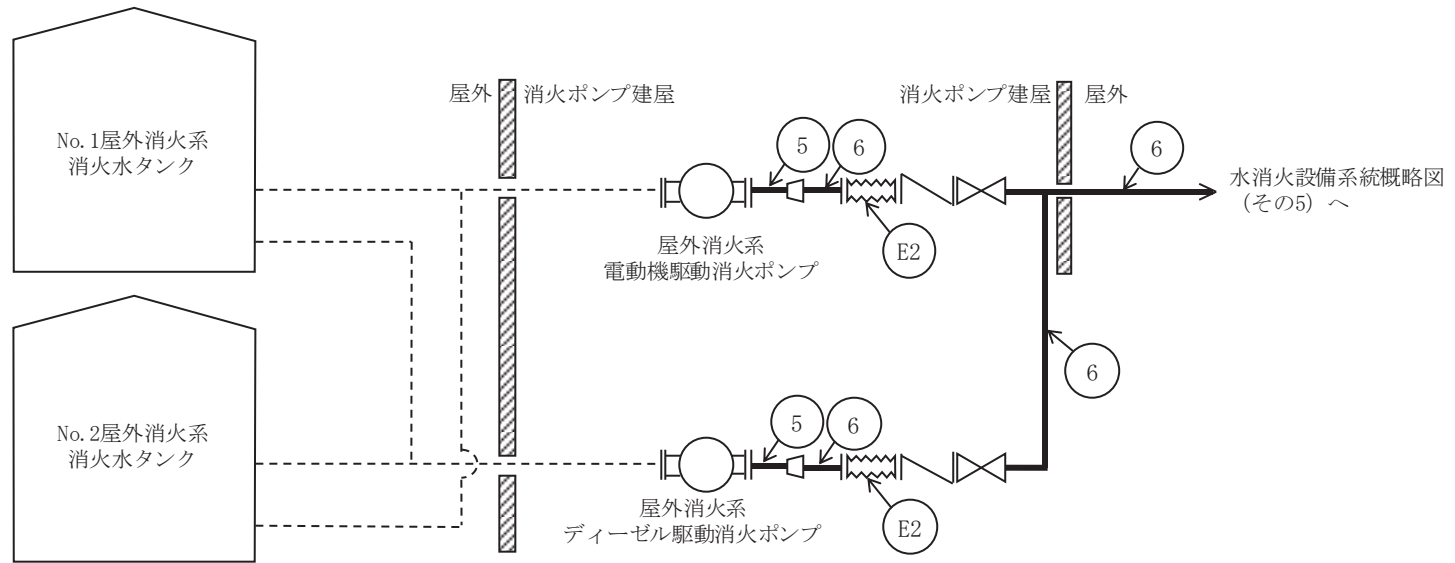 屋外
消火ポンプ建屋
消火ポンプ建屋
屋外
No.1屋外消火系
消火水タンク
5
6
6
水消火設備系統概略図
(その5) へ
E2
屋外消火系
電動機駆動消火ポンプ
6
No.2屋外消火系
消火水タンク
5
6
E2
屋外消火系
ディーゼル駆動消火ポンプ